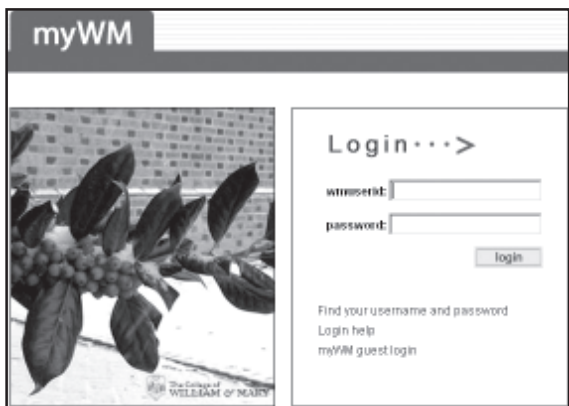 myWM
Login···>
wmuserid:
password:
login
Find your username and password
Login help
myWM guest login
The College of
WILLIAM & MARY